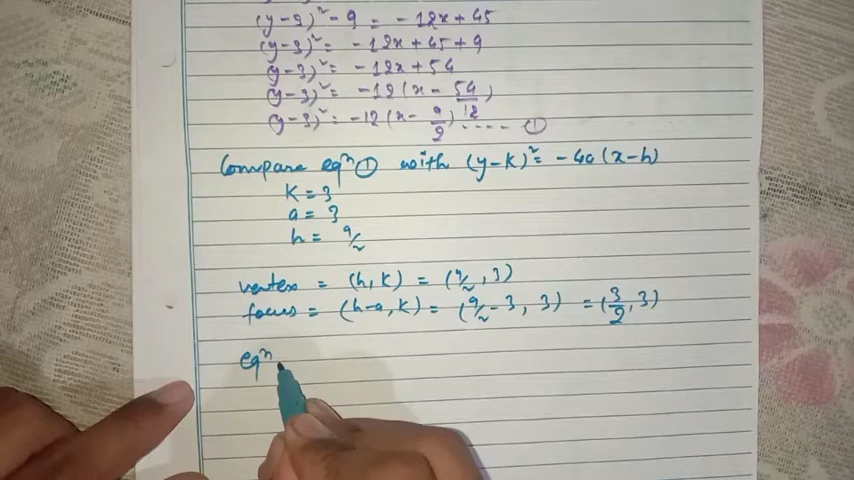 (y-3)² - 9 = -12x + 45
(y-3)² = -12x + 45 + 9
(y-3)² = -12x + 54
(y-3)² = -12(x - 54/12)
(y-3)² = -12(x - 9/2) ---- ①
Compare eqⁿ ① with (y-k)² = -4a(x-h)
k = 3
a = 3
h = 9/2
vertex = (h, k) = (9/2, 3)
focus = (h-a, k) = (9/2 - 3, 3) = (3/2, 3)
eqⁿ